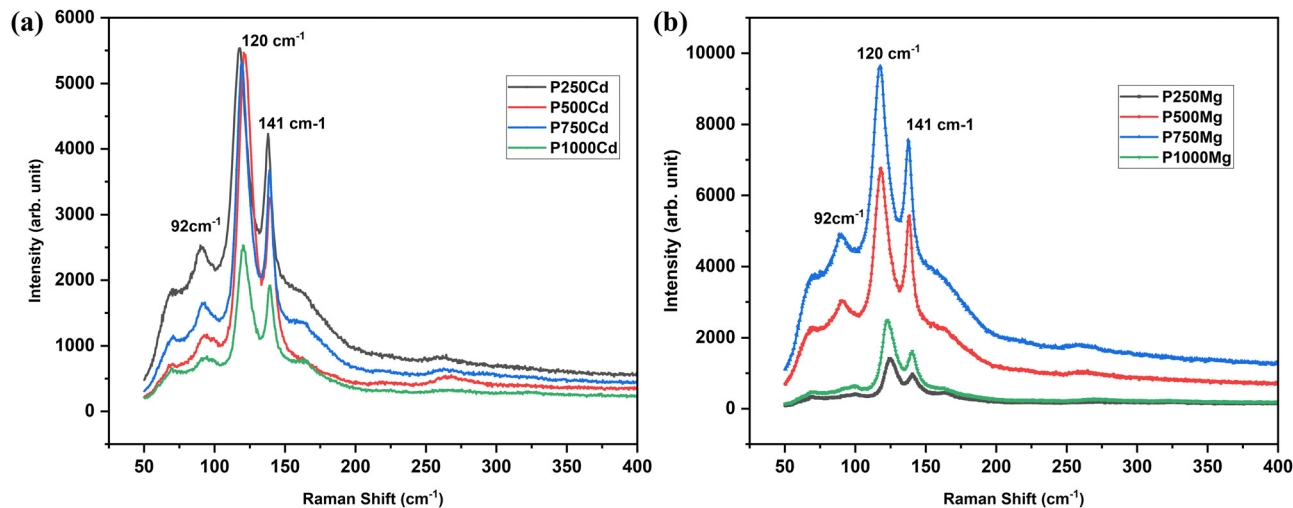 (a)
6000
5000
4000
3000
2000
1000
0
Intensity (arb. unit)
120 cm⁻¹
141 cm-1
92cm⁻¹
P250Cd
P500Cd
P750Cd
P1000Cd
50
100
150
200
250
300
350
400
Raman Shift (cm⁻¹)
(b)
10000
8000
6000
4000
2000
0
Intensity (arb. unit)
120 cm⁻¹
141 cm-1
92cm⁻¹
P250Mg
P500Mg
P750Mg
P1000Mg
50
100
150
200
250
300
350
400
Raman Shift (cm⁻¹)